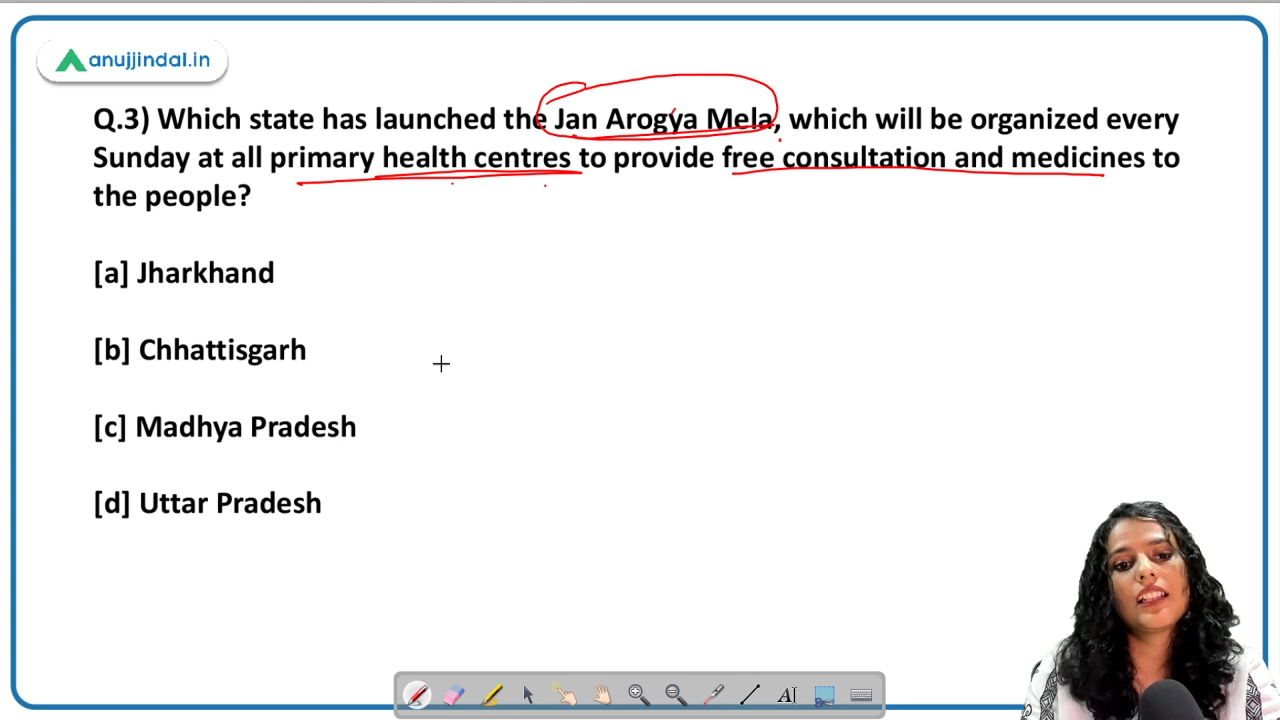 anujjindal.in
Q.3) Which state has launched the Jan Arogya Mela, which will be organized every
Sunday at all primary health centres to provide free consultation and medicines to
the people?
[a] Jharkhand
[b] Chhattisgarh
[c] Madhya Pradesh
[d] Uttar Pradesh